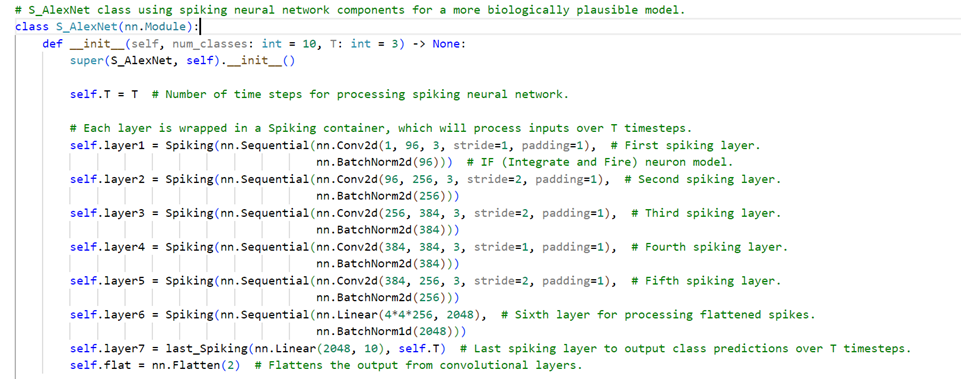 # S_AlexNet class using spiking neural network components for a more biologically plausible model.
class S_AlexNet(nn.Module):
    def __init__(self, num_classes: int = 10, T: int = 3) -> None:
        super(S_AlexNet, self).__init__()

        self.T = T  # Number of time steps for processing spiking neural network.

        # Each layer is wrapped in a Spiking container, which will process inputs over T timesteps.
        self.layer1 = Spiking(nn.Sequential(nn.Conv2d(1, 96, 3, stride=1, padding=1),  # First spiking layer.
                                            nn.BatchNorm2d(96)))  # IF (Integrate and Fire) neuron model.
        self.layer2 = Spiking(nn.Sequential(nn.Conv2d(96, 256, 3, stride=2, padding=1),  # Second spiking layer.
                                            nn.BatchNorm2d(256)))
        self.layer3 = Spiking(nn.Sequential(nn.Conv2d(256, 384, 3, stride=2, padding=1),  # Third spiking layer.
                                            nn.BatchNorm2d(384)))
        self.layer4 = Spiking(nn.Sequential(nn.Conv2d(384, 384, 3, stride=1, padding=1),  # Fourth spiking layer.
                                            nn.BatchNorm2d(384)))
        self.layer5 = Spiking(nn.Sequential(nn.Conv2d(384, 256, 3, stride=2, padding=1),  # Fifth spiking layer.
                                            nn.BatchNorm2d(256)))
        self.layer6 = Spiking(nn.Sequential(nn.Linear(4*4*256, 2048),  # Sixth layer for processing flattened spikes.
                                            nn.BatchNorm1d(2048)))
        self.layer7 = last_Spiking(nn.Linear(2048, 10), self.T)  # Last spiking layer to output class predictions over T timesteps.
        self.flat = nn.Flatten(2)  # Flattens the output from convolutional layers.